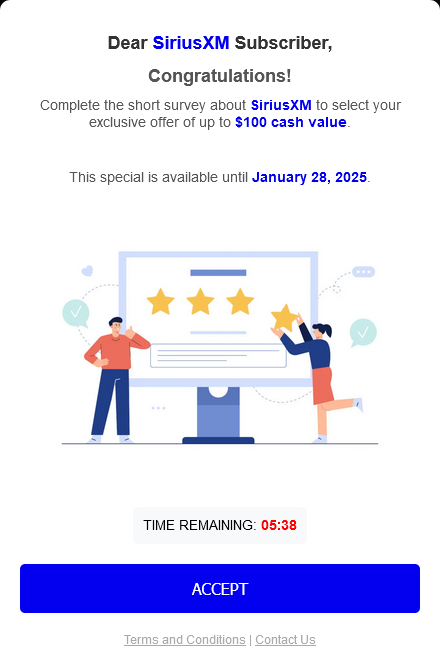 Dear SiriusXM Subscriber,
Congratulations!
Complete the short survey about SiriusXM to select your
exclusive offer of up to $100 cash value.
This special is available until January 28, 2025.
TIME REMAINING: 05:38
ACCEPT
Terms and Conditions | Contact Us